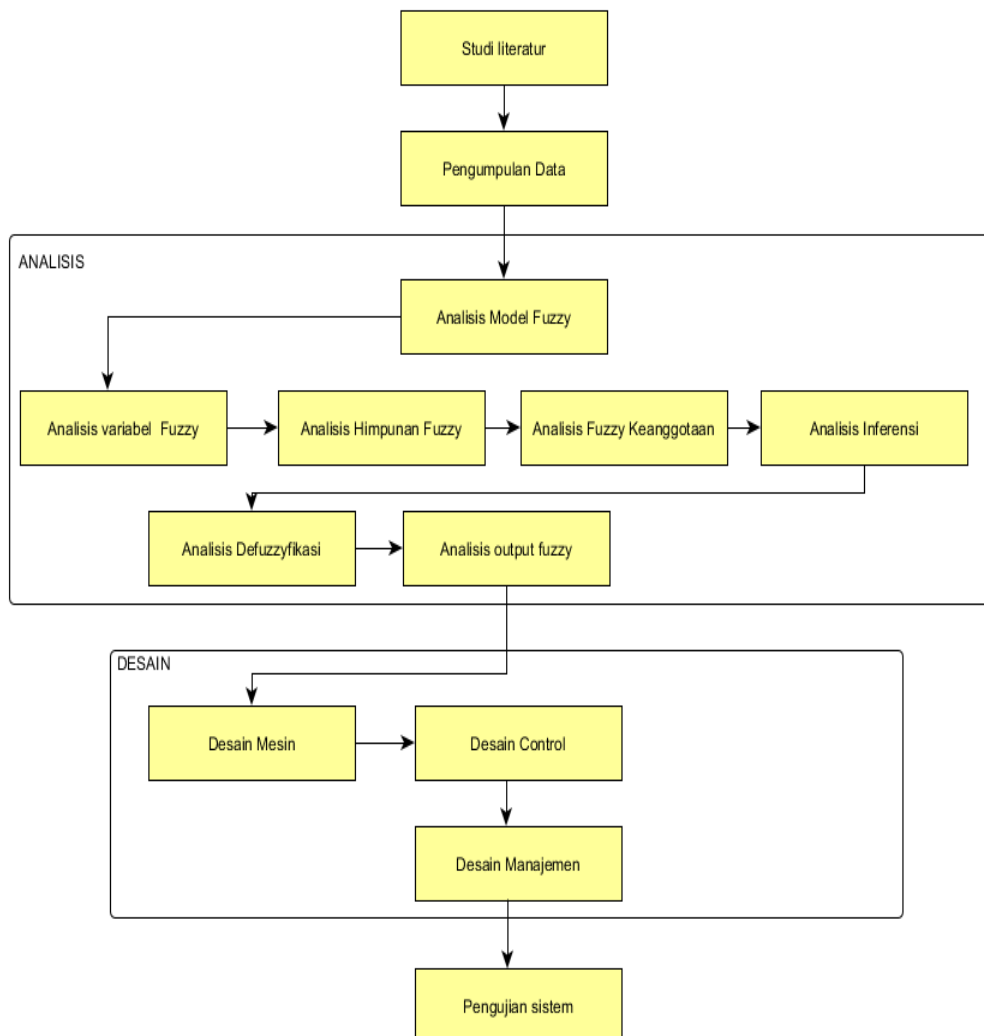 Studi literatur
Pengumpulan Data
ANALISIS
Analisis Model Fuzzy
Analisis variabel Fuzzy
Analisis Himpunan Fuzzy
Analisis Fuzzy Keanggotaan
Analisis Inferensi
Analisis Defuzzyfikasi
Analisis output fuzzy
DESAIN
Desain Mesin
Desain Control
Desain Manajemen
Pengujian sistem